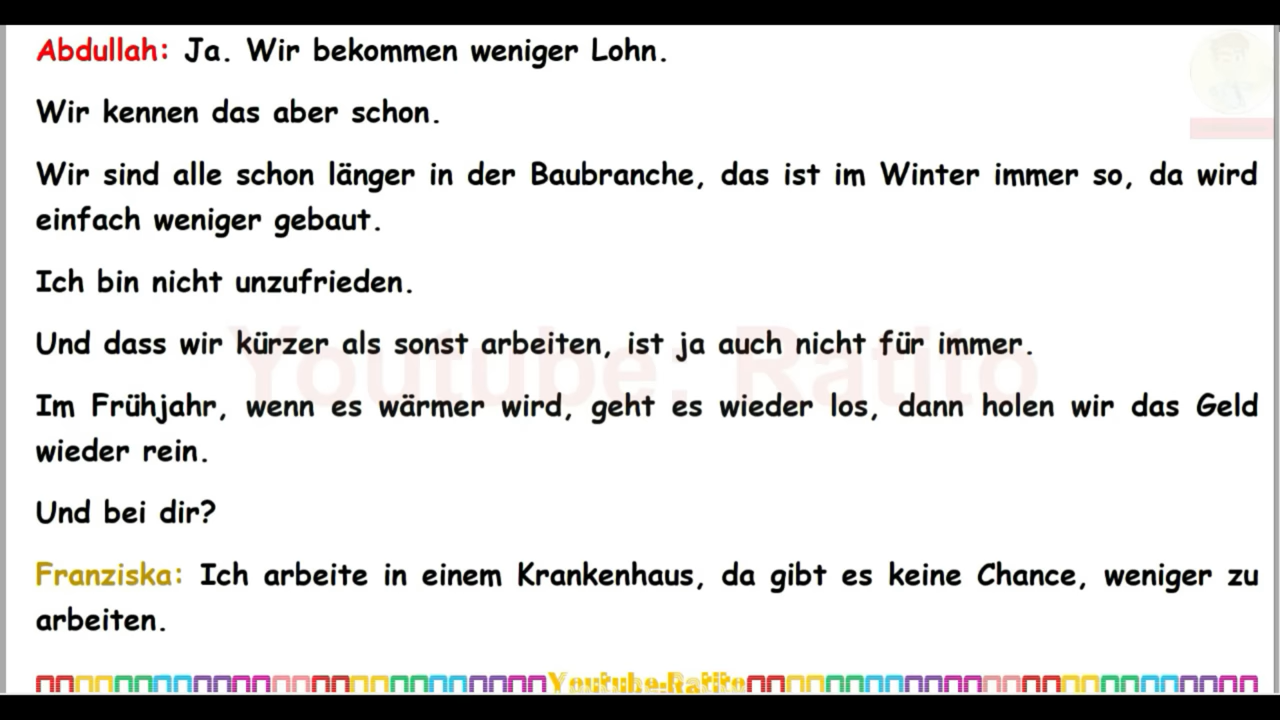 Abdullah: Ja. Wir bekommen weniger Lohn.
Wir kennen das aber schon.
Wir sind alle schon länger in der Baubranche, das ist im Winter immer so, da wird
einfach weniger gebaut.
Ich bin nicht unzufrieden.
Und dass wir kürzer als sonst arbeiten, ist ja auch nicht für immer.
Youtube. Ratito
Im Frühjahr, wenn es wärmer wird, geht es wieder los, dann holen wir das Geld
wieder rein.
Und bei dir?
Franziska: Ich arbeite in einem Krankenhaus, da gibt es keine Chance, weniger zu
arbeiten.
Youtube.Ratito